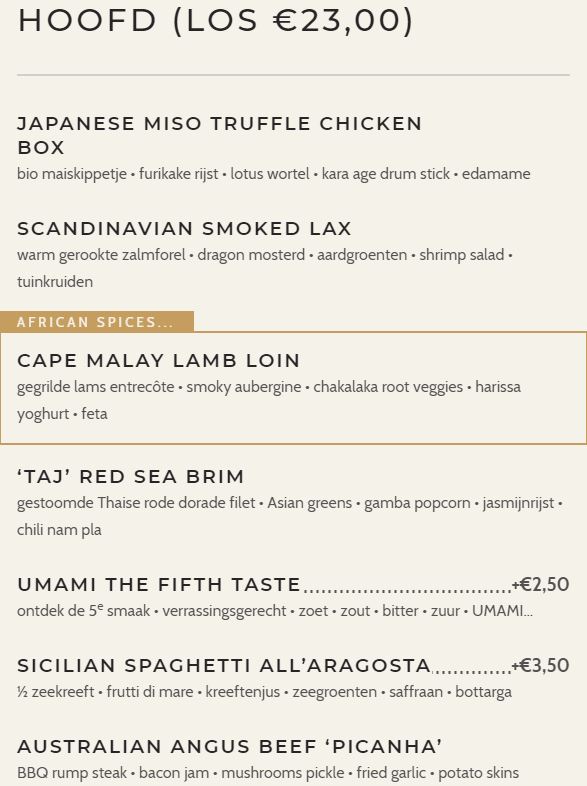 HOOFD (LOS €23,00)
JAPANESE MISO TRUFFLE CHICKEN
BOX
bio maiskippetje • furikake rijst • lotus wortel • kara age drum stick • edamame
SCANDINAVIAN SMOKED LAX
warm gerookte zalmforel • dragon mosterd • aardgroenten • shrimp salad •
tuinkruiden
AFRICAN SPICES...
CAPE MALAY LAMB LOIN
gegrilde lams entrecôte • smoky aubergine • chakalaka root veggies • harissa
yoghurt • feta
‘TAJ’ RED SEA BRIM
gestoomde Thaise rode dorade filet • Asian greens • gamba popcorn • jasmijnrijst •
chili nam pla
UMAMI THE FIFTH TASTE..............................+€2,50
ontdek de 5e smaak • verrassingsgerecht • zoet • zout • bitter • zuur • UMAMI...
SICILIAN SPAGHETTI ALL’ARAGOSTA............+€3,50
½ zeekreeft • frutti di mare • kreeftenjus • zeegroenten • saffraan • bottarga
AUSTRALIAN ANGUS BEEF ‘PICANHA’
BBQ rump steak • bacon jam • mushrooms pickle • fried garlic • potato skins